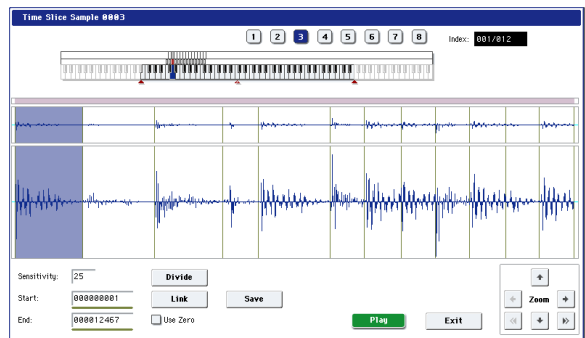 Time Slice Sample 0003
1 2 3 4 5 6 7 8 Index: 001/012
Sensitivity: 25 Divide
Start: 000000001 Link Save
End: 000012467 Use Zero Play Exit
Zoom